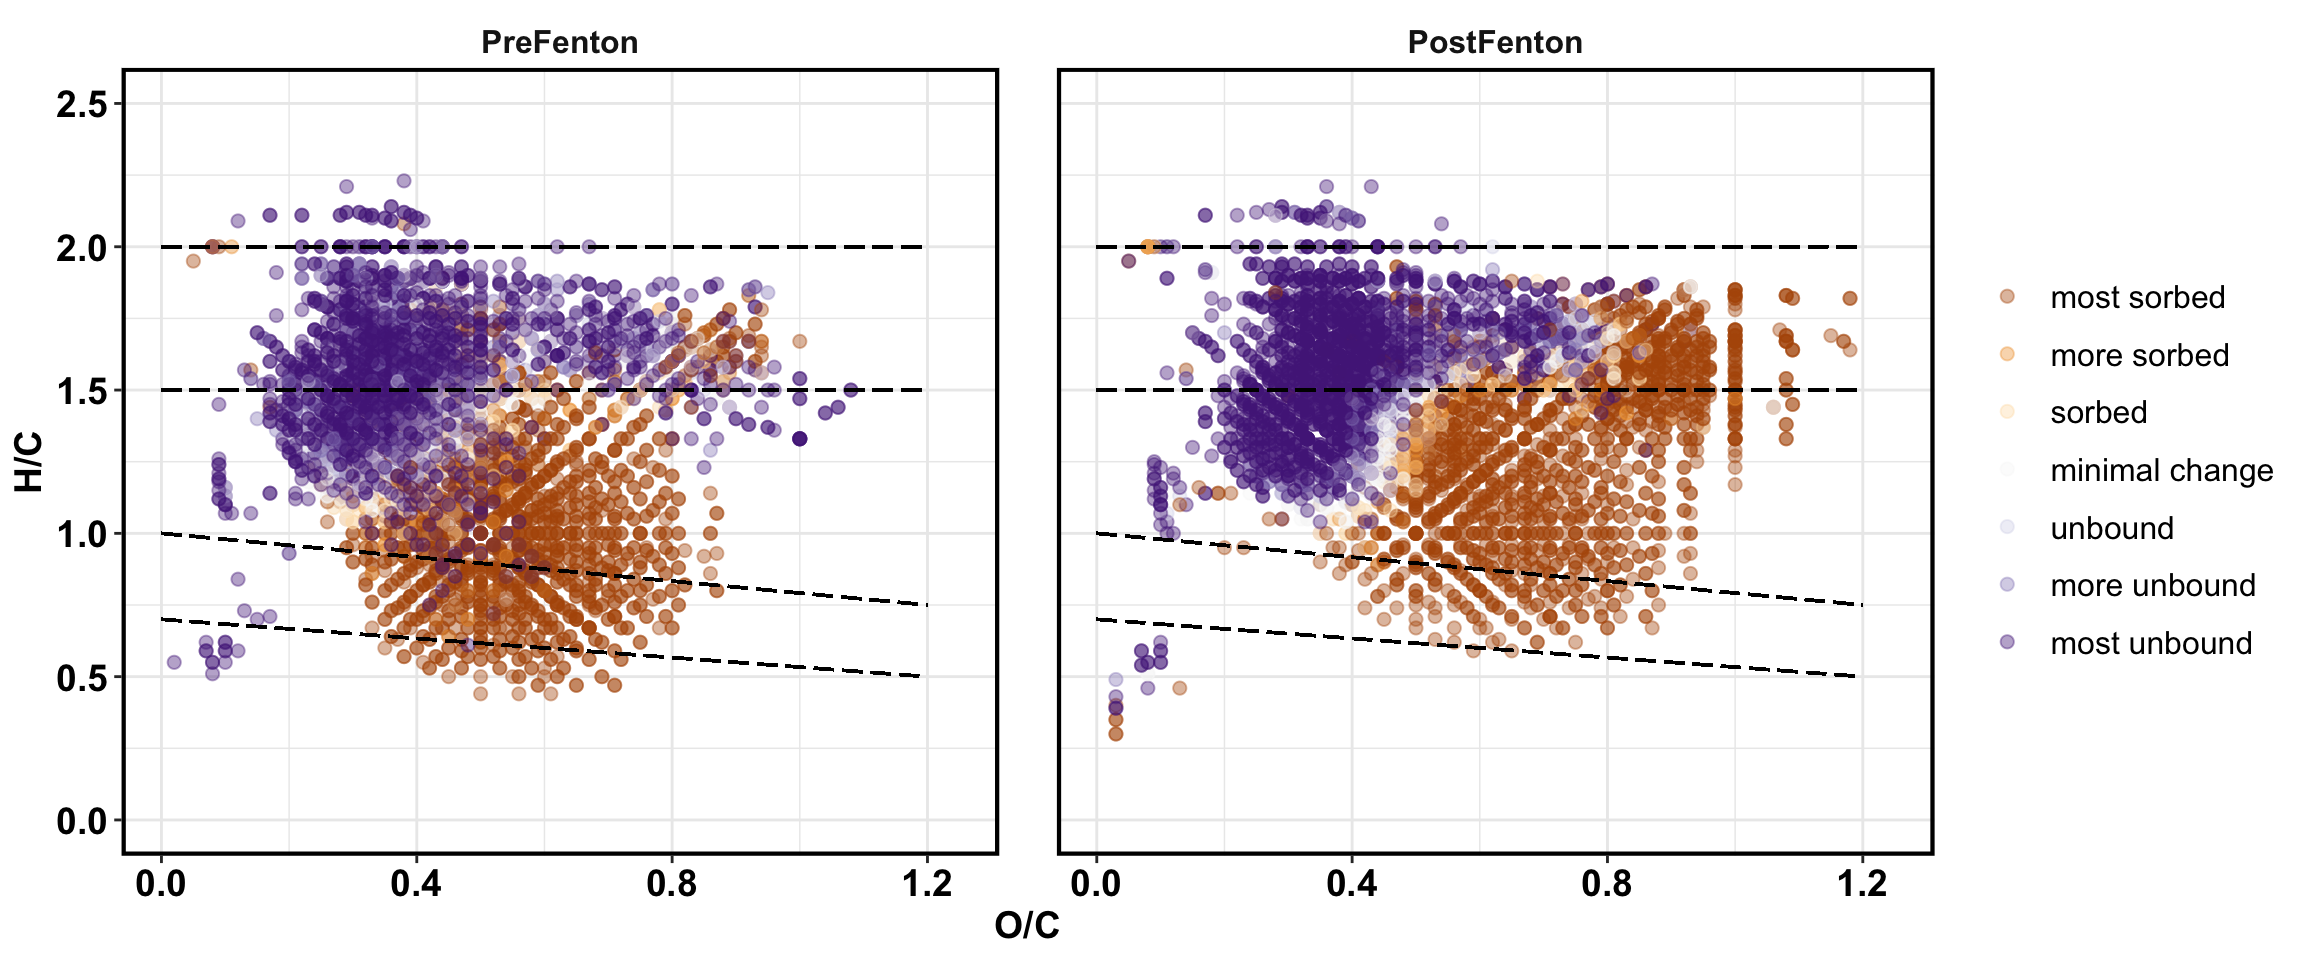 PreFenton
PostFenton
2.5
2.0
1.5
1.0
0.5
0.0
H/C
0.0 0.4 0.8 1.2
0.0 0.4 0.8 1.2
O/C
most sorbed
more sorbed
sorbed
minimal change
unbound
more unbound
most unbound